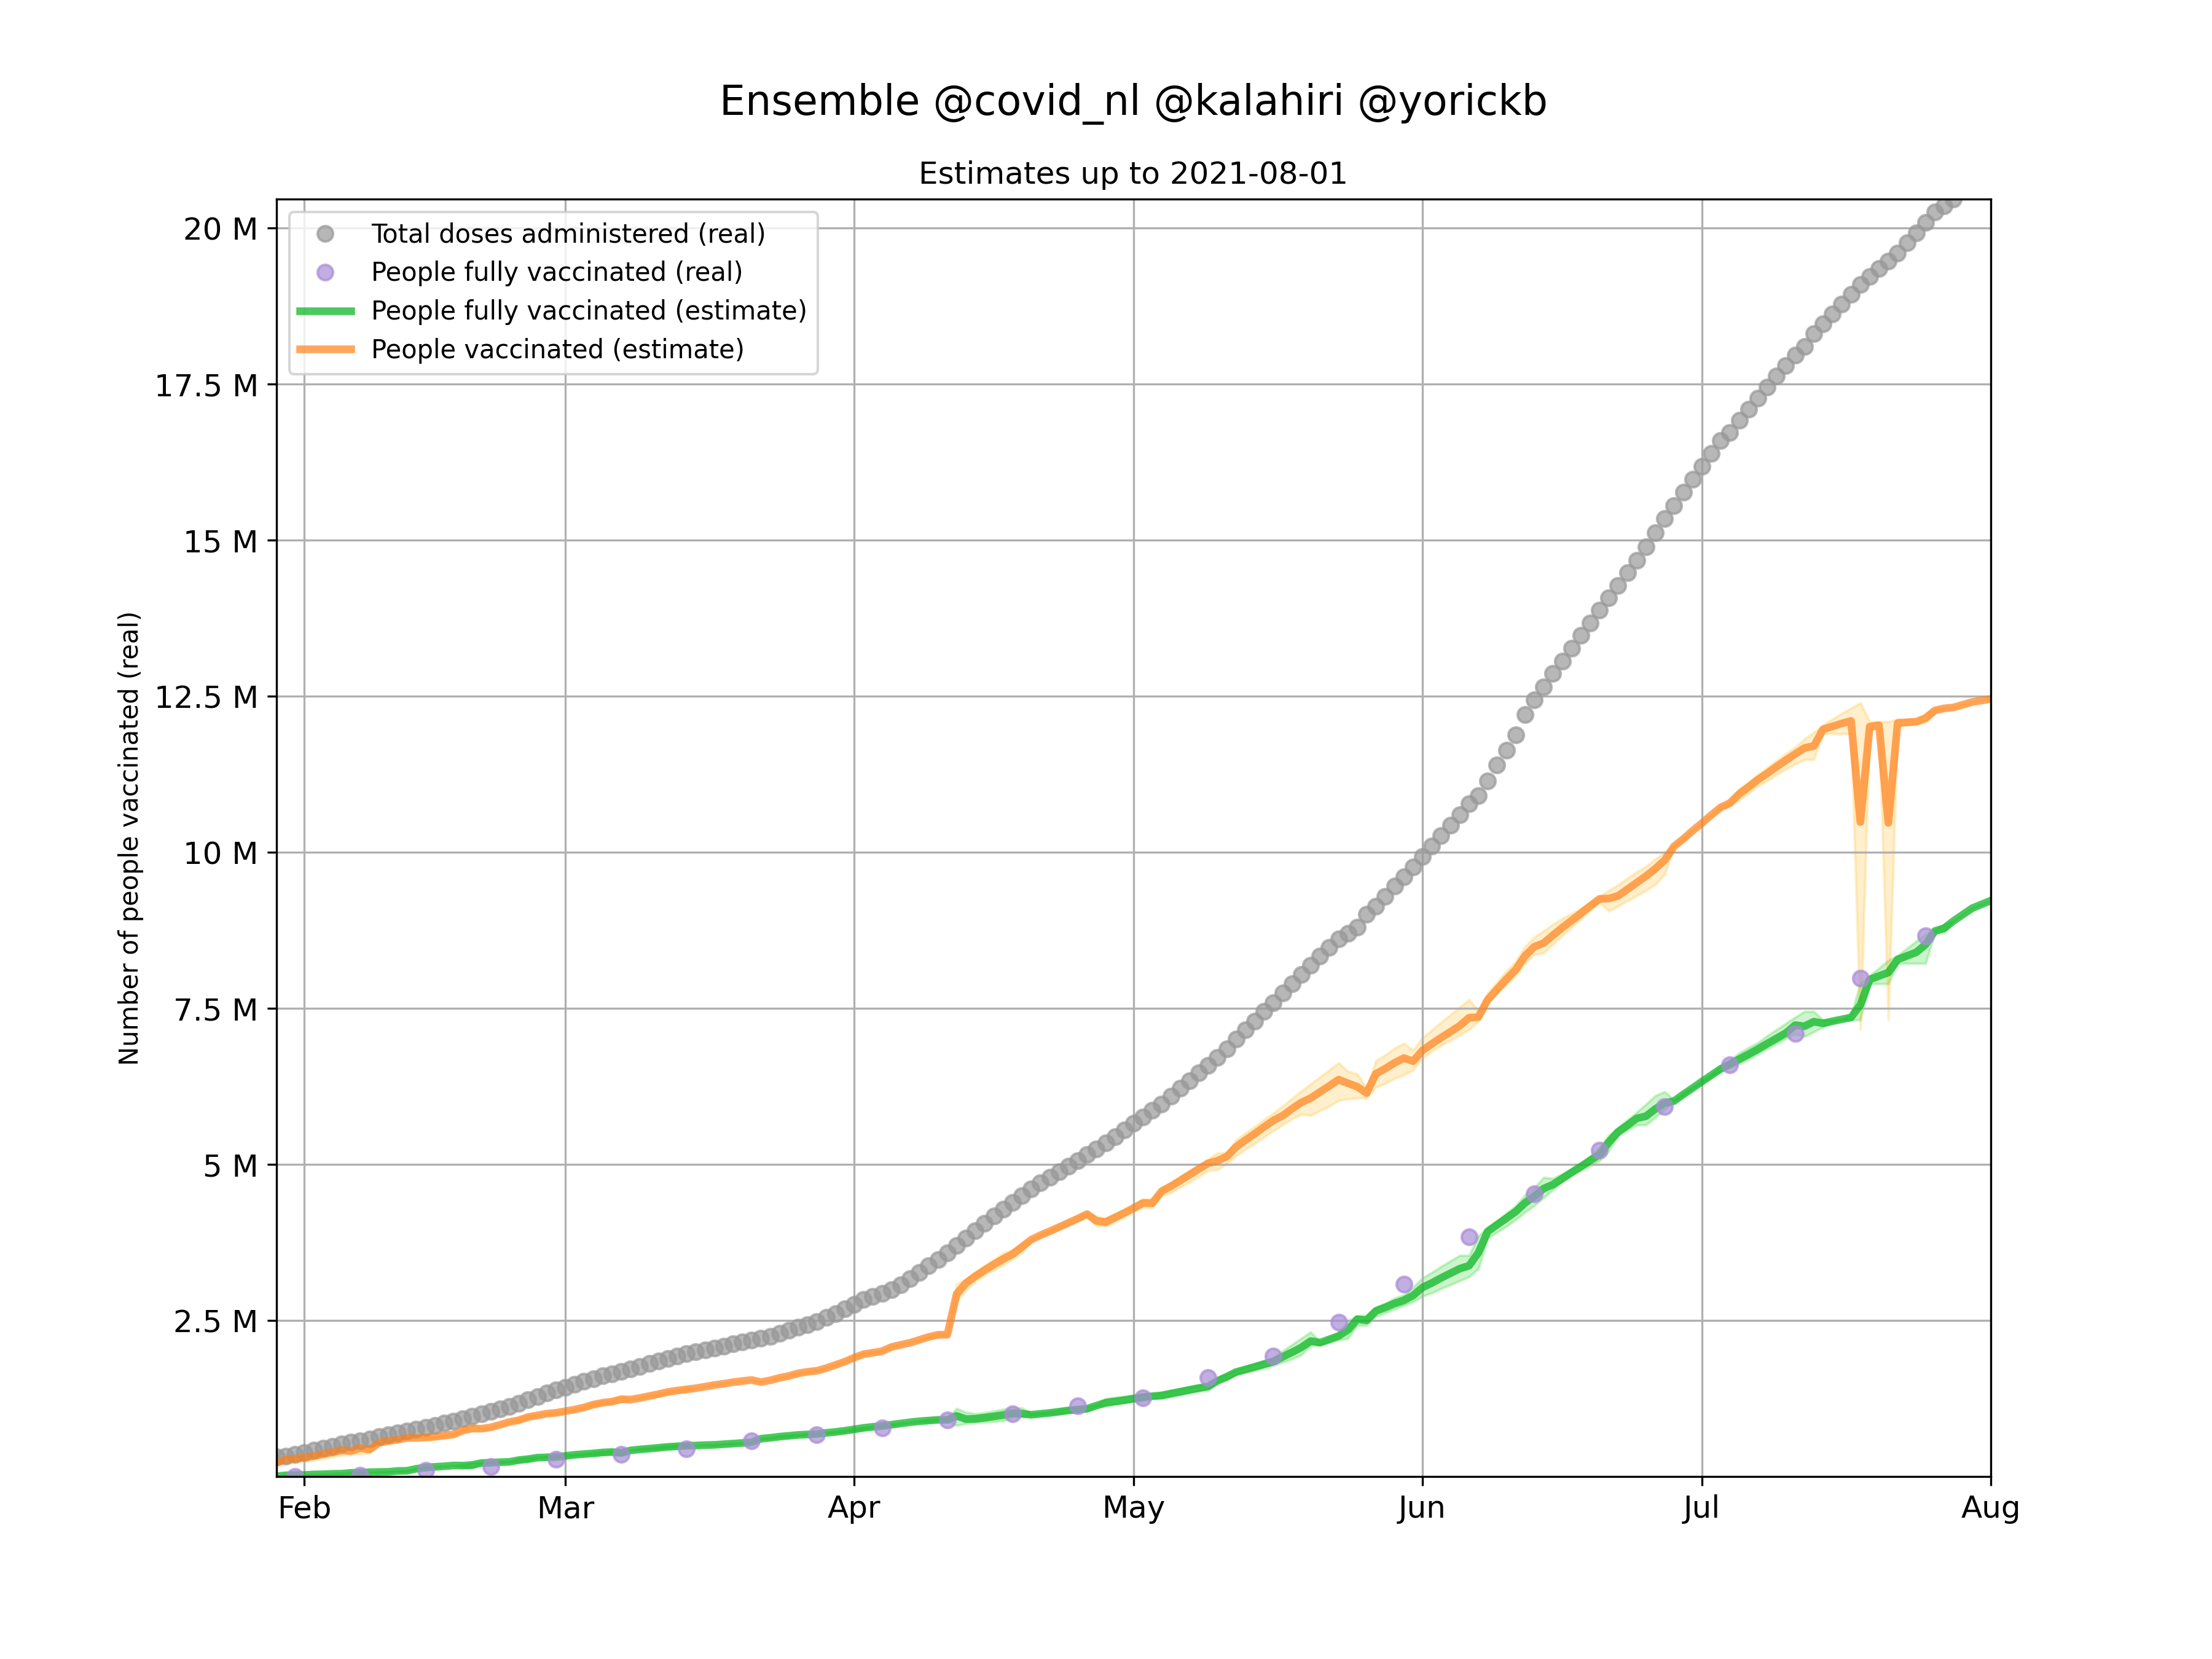 Ensemble @covid_nl @kalahiri @yorickb
Estimates up to 2021-08-01
Total doses administered (real)
People fully vaccinated (real)
People fully vaccinated (estimate)
People vaccinated (estimate)
Number of people vaccinated (real)
20 M
17.5 M
15 M
12.5 M
10 M
7.5 M
5 M
2.5 M
Feb Mar Apr May Jun Jul Aug